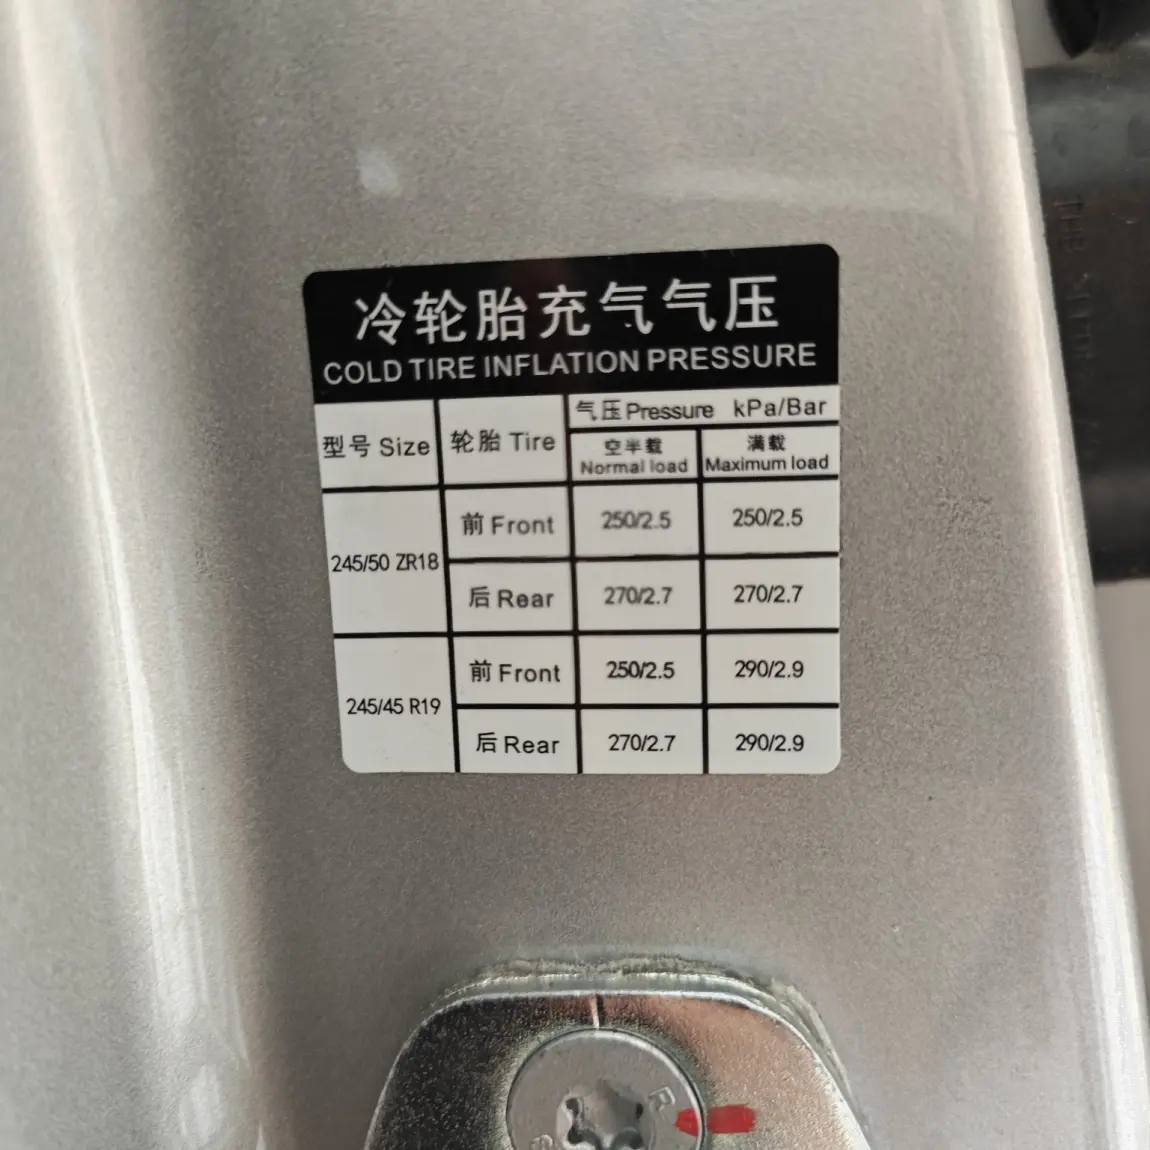 冷轮胎充气气压
COLD TIRE INFLATION PRESSURE
型号 Size 轮胎 Tire 气压 Pressure kPa/Bar
空半载 满载
Normal load Maximum load
245/50 ZR18 前 Front 250/2.5 250/2.5
后 Rear 270/2.7 270/2.7
245/45 R19 前 Front 250/2.5 290/2.9
后 Rear 270/2.7 290/2.9
R